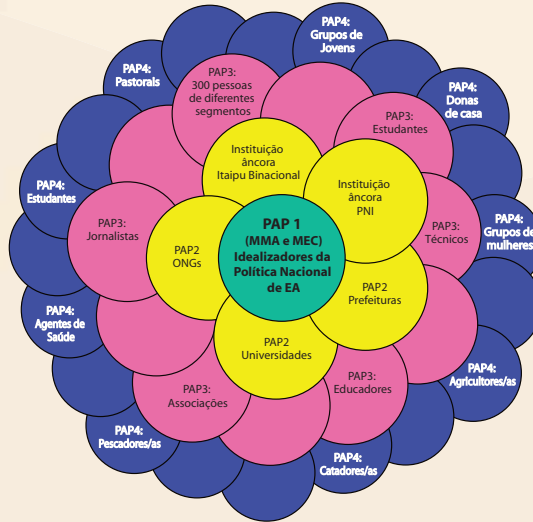 PAP4:
Grupos de
Jovens
PAP4:
Pastorals
PAP3:
300 pessoas
de diferentes
segmentos
PAP4:
Donas
de casa
PAP3:
Estudantes
Instituição
âncora
Itaipu Binacional
Instituição
âncora
PNI
PAP4:
Estudantes
PAP3:
Jornalistas
PAP2
ONGs
PAP 1
(MMA e MEC)
Idealizadores da
Política Nacional
de EA
PAP3:
Técnicos
PAP4:
Grupos de
mulheres
PAP2
Prefeituras
PAP4:
Agentes de
Saúde
PAP2
Universidades
PAP4:
Agricultores/as
PAP3:
Associações
PAP3:
Educadores
PAP4:
Pescadores/as
PAP4:
Catadores/as